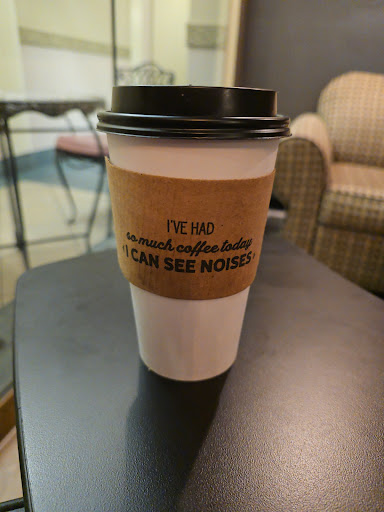 I'VE HAD
so much coffee today
I CAN SEE NOISES